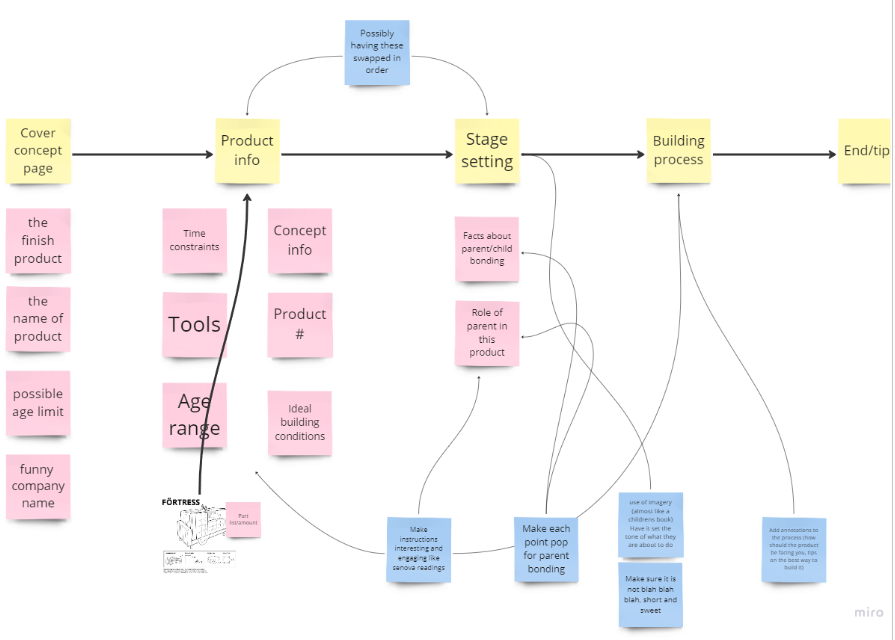 Possibly
having these
swapped in
order
Cover
concept
page
Product
info
Stage
setting
Building
process
End/tip
the
finish
product
Time
constraints
Concept
info
Facts about
parent/child
bonding
the
name of
product
Tools
Product
#
Role of
parent in
this
product
possible
age limit
Age
range
Ideal
building
conditions
funny
company
name
FÖRTRESS
Part
Make
instructions
interesting and
engaging like
senova readings
Make each
point pop
for parent
bonding
use of imagery
(almost like a
childrens book)
Have it set the
tone of what they
are about to do
Add annotations to
the process (how
should the product
be facing you, tips
on the best way to
build it)
Make sure it is
not blah blah
blah, short and
sweet
miro